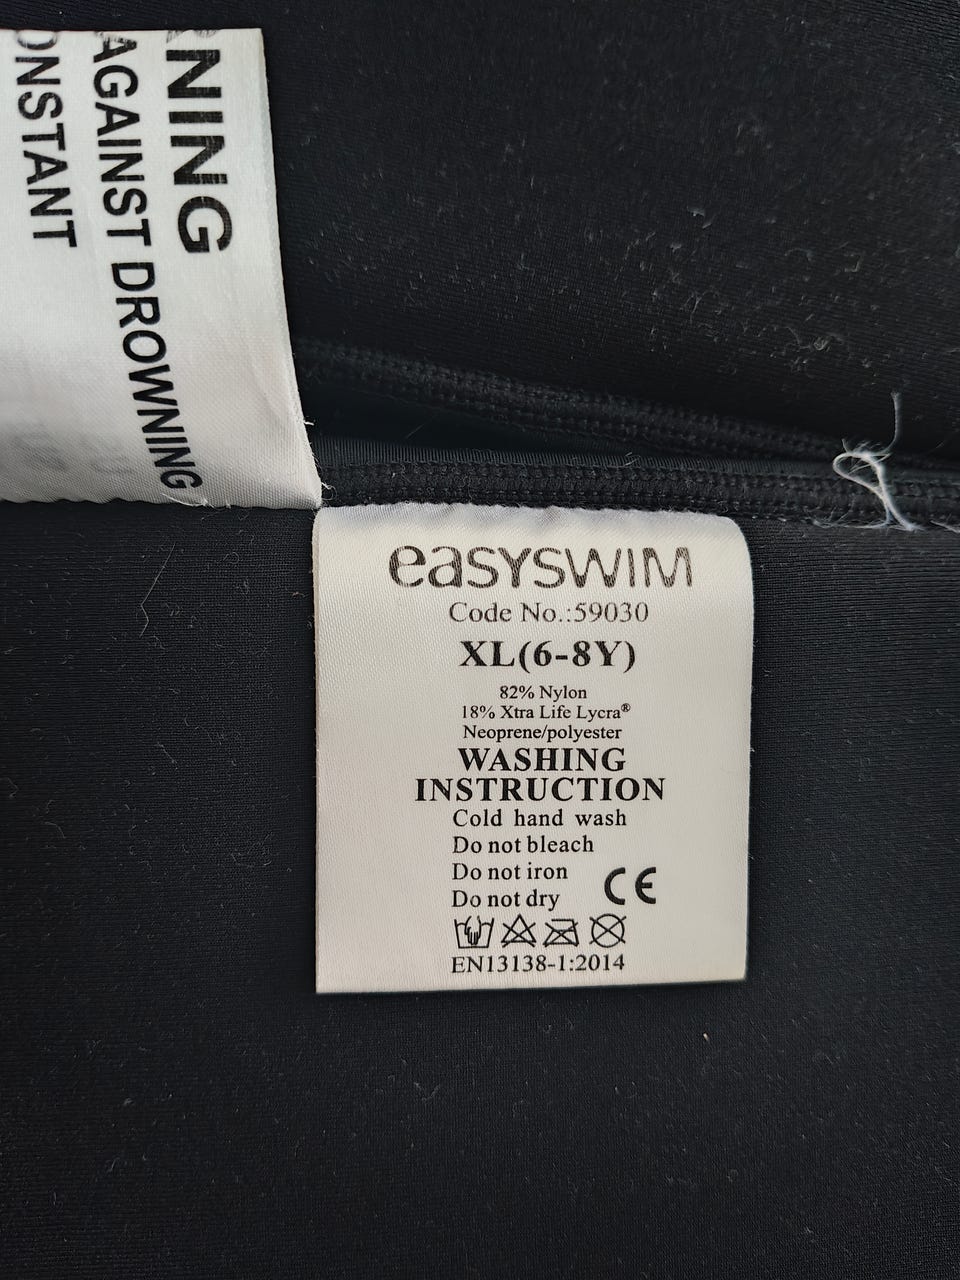 NING
AGAINST DROWNING
ONSTANT
easyswim
Code No.:59030
XL(6-8Y)
82% Nylon
18% Xtra Life Lycra®
Neoprene/polyester
WASHING
INSTRUCTION
Cold hand wash
Do not bleach
Do not iron
Do not dry
CE
EN13138-1:2014